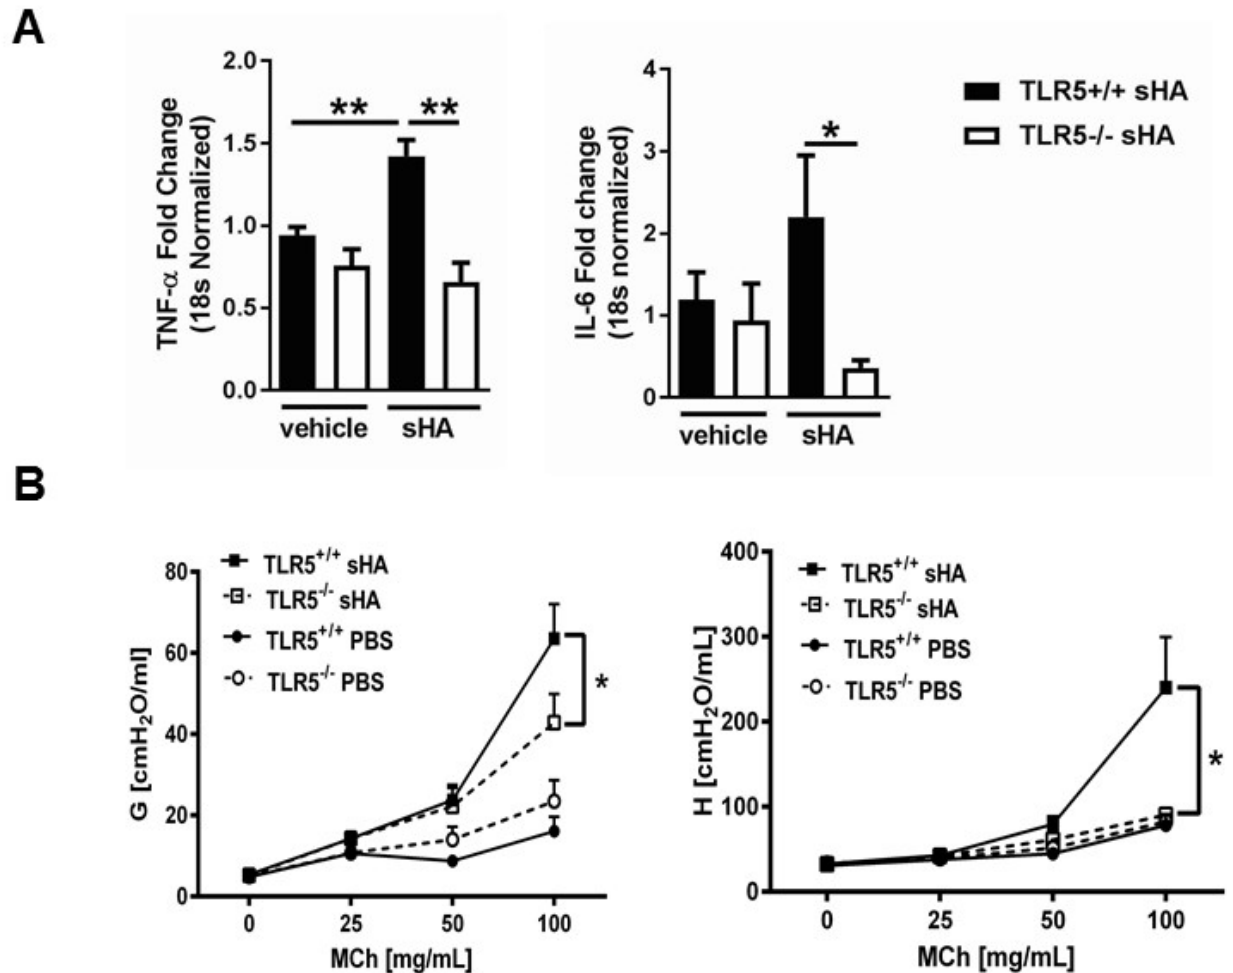 A
TNF-α Fold Change
(18s Normalized)
2.0
1.5
1.0
0.5
0.0
** **
vehicle sHA
IL-6 Fold change
(18s normalized)
4
3
2
1
0
*
vehicle sHA
TLR5+/+ sHA
TLR5-/- sHA
B
G [cmH2O/ml]
80
60
40
20
0
TLR5+/+ sHA
TLR5-/- sHA
TLR5+/+ PBS
TLR5-/- PBS
*
0 25 50 100
MCh [mg/mL]
H [cmH2O/mL]
400
300
200
100
0
TLR5+/+ sHA
TLR5-/- sHA
TLR5+/+ PBS
TLR5-/- PBS
*
0 25 50 100
MCh [mg/mL]